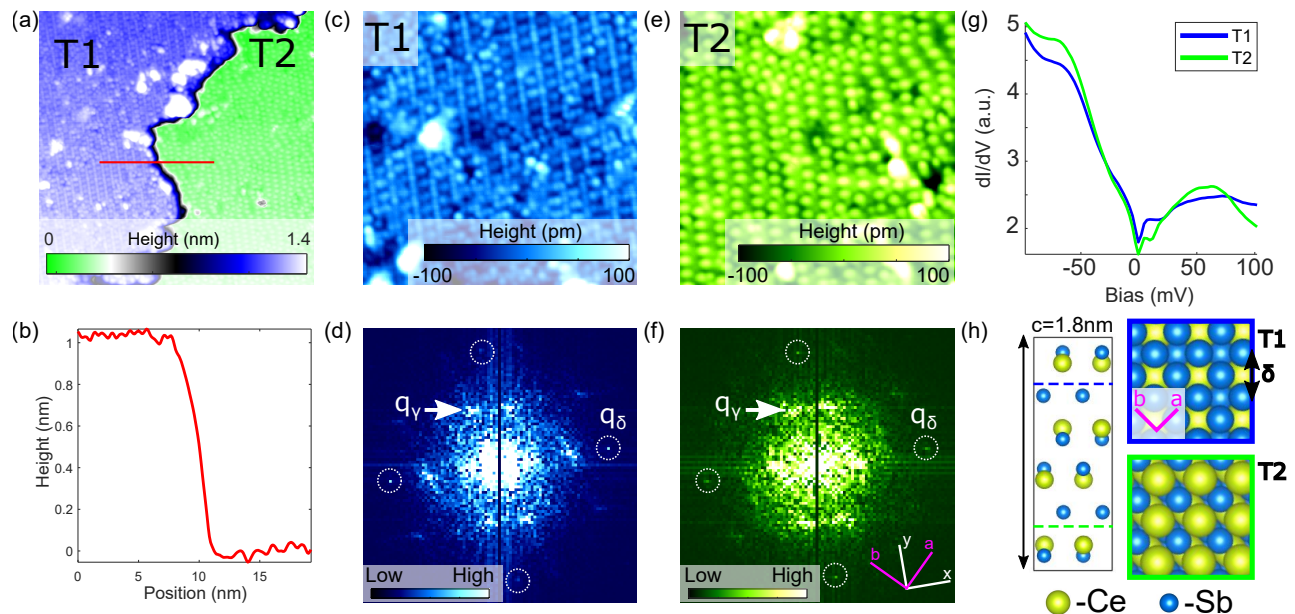 (a)
T1
T2
0
Height (nm)
1.4
(b)
Height (nm)
1
0.8
0.6
0.4
0.2
0
0
5
10
15
Position (nm)
(c)
T1
Height (pm)
-100
100
(d)
qγ
qδ
Low
High
(e)
T2
Height (pm)
-100
100
(f)
qγ
qδ
b
y
a
x
Low
High
(g)
dI/dV (a.u.)
5
4
3
2
T1
T2
-50
0
50
100
Bias (mV)
(h)
c=1.8nm
T1
δ
b
a
T2
-Ce
-Sb